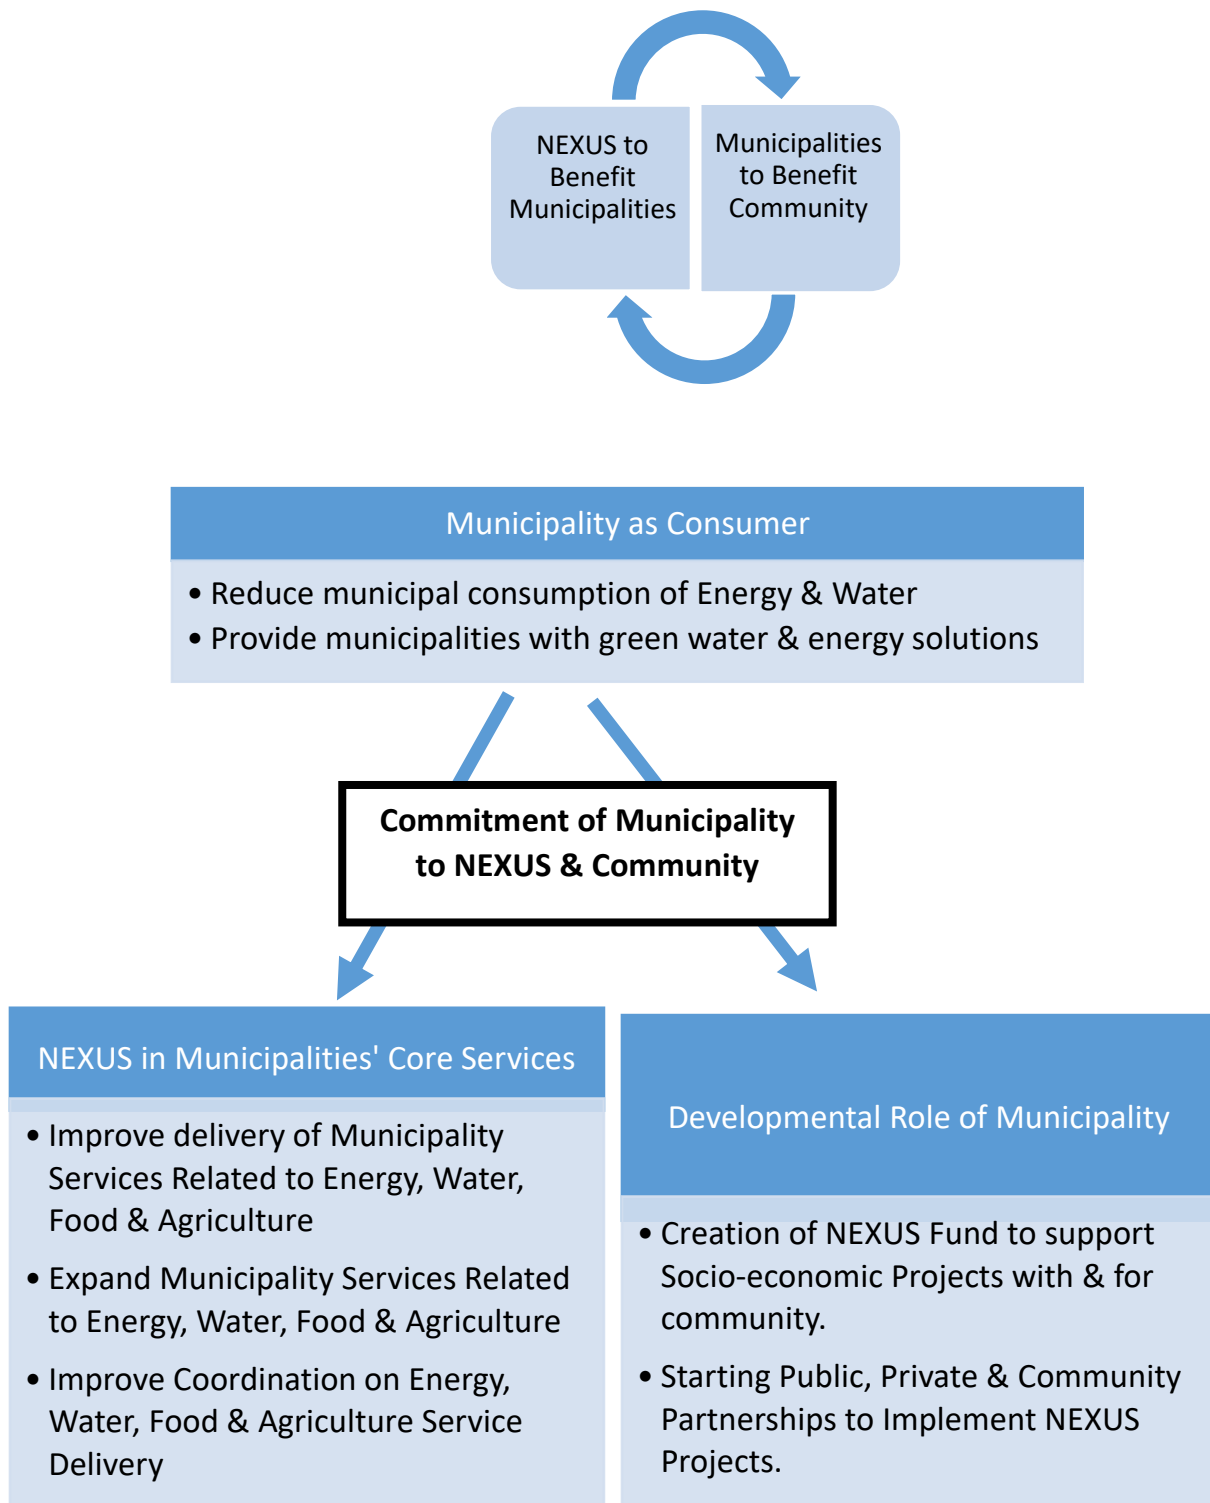 NEXUS to
Benefit
Municipalities
Municipalities
to Benefit
Community
Municipality as Consumer
• Reduce municipal consumption of Energy & Water
• Provide municipalities with green water & energy solutions
Commitment of Municipality
to NEXUS & Community
NEXUS in Municipalities' Core Services
• Improve delivery of Municipality
Services Related to Energy, Water,
Food & Agriculture
• Expand Municipality Services Related
to Energy, Water, Food & Agriculture
• Improve Coordination on Energy,
Water, Food & Agriculture Service
Delivery
Developmental Role of Municipality
• Creation of NEXUS Fund to support
Socio-economic Projects with & for
community.
• Starting Public, Private & Community
Partnerships to Implement NEXUS
Projects.